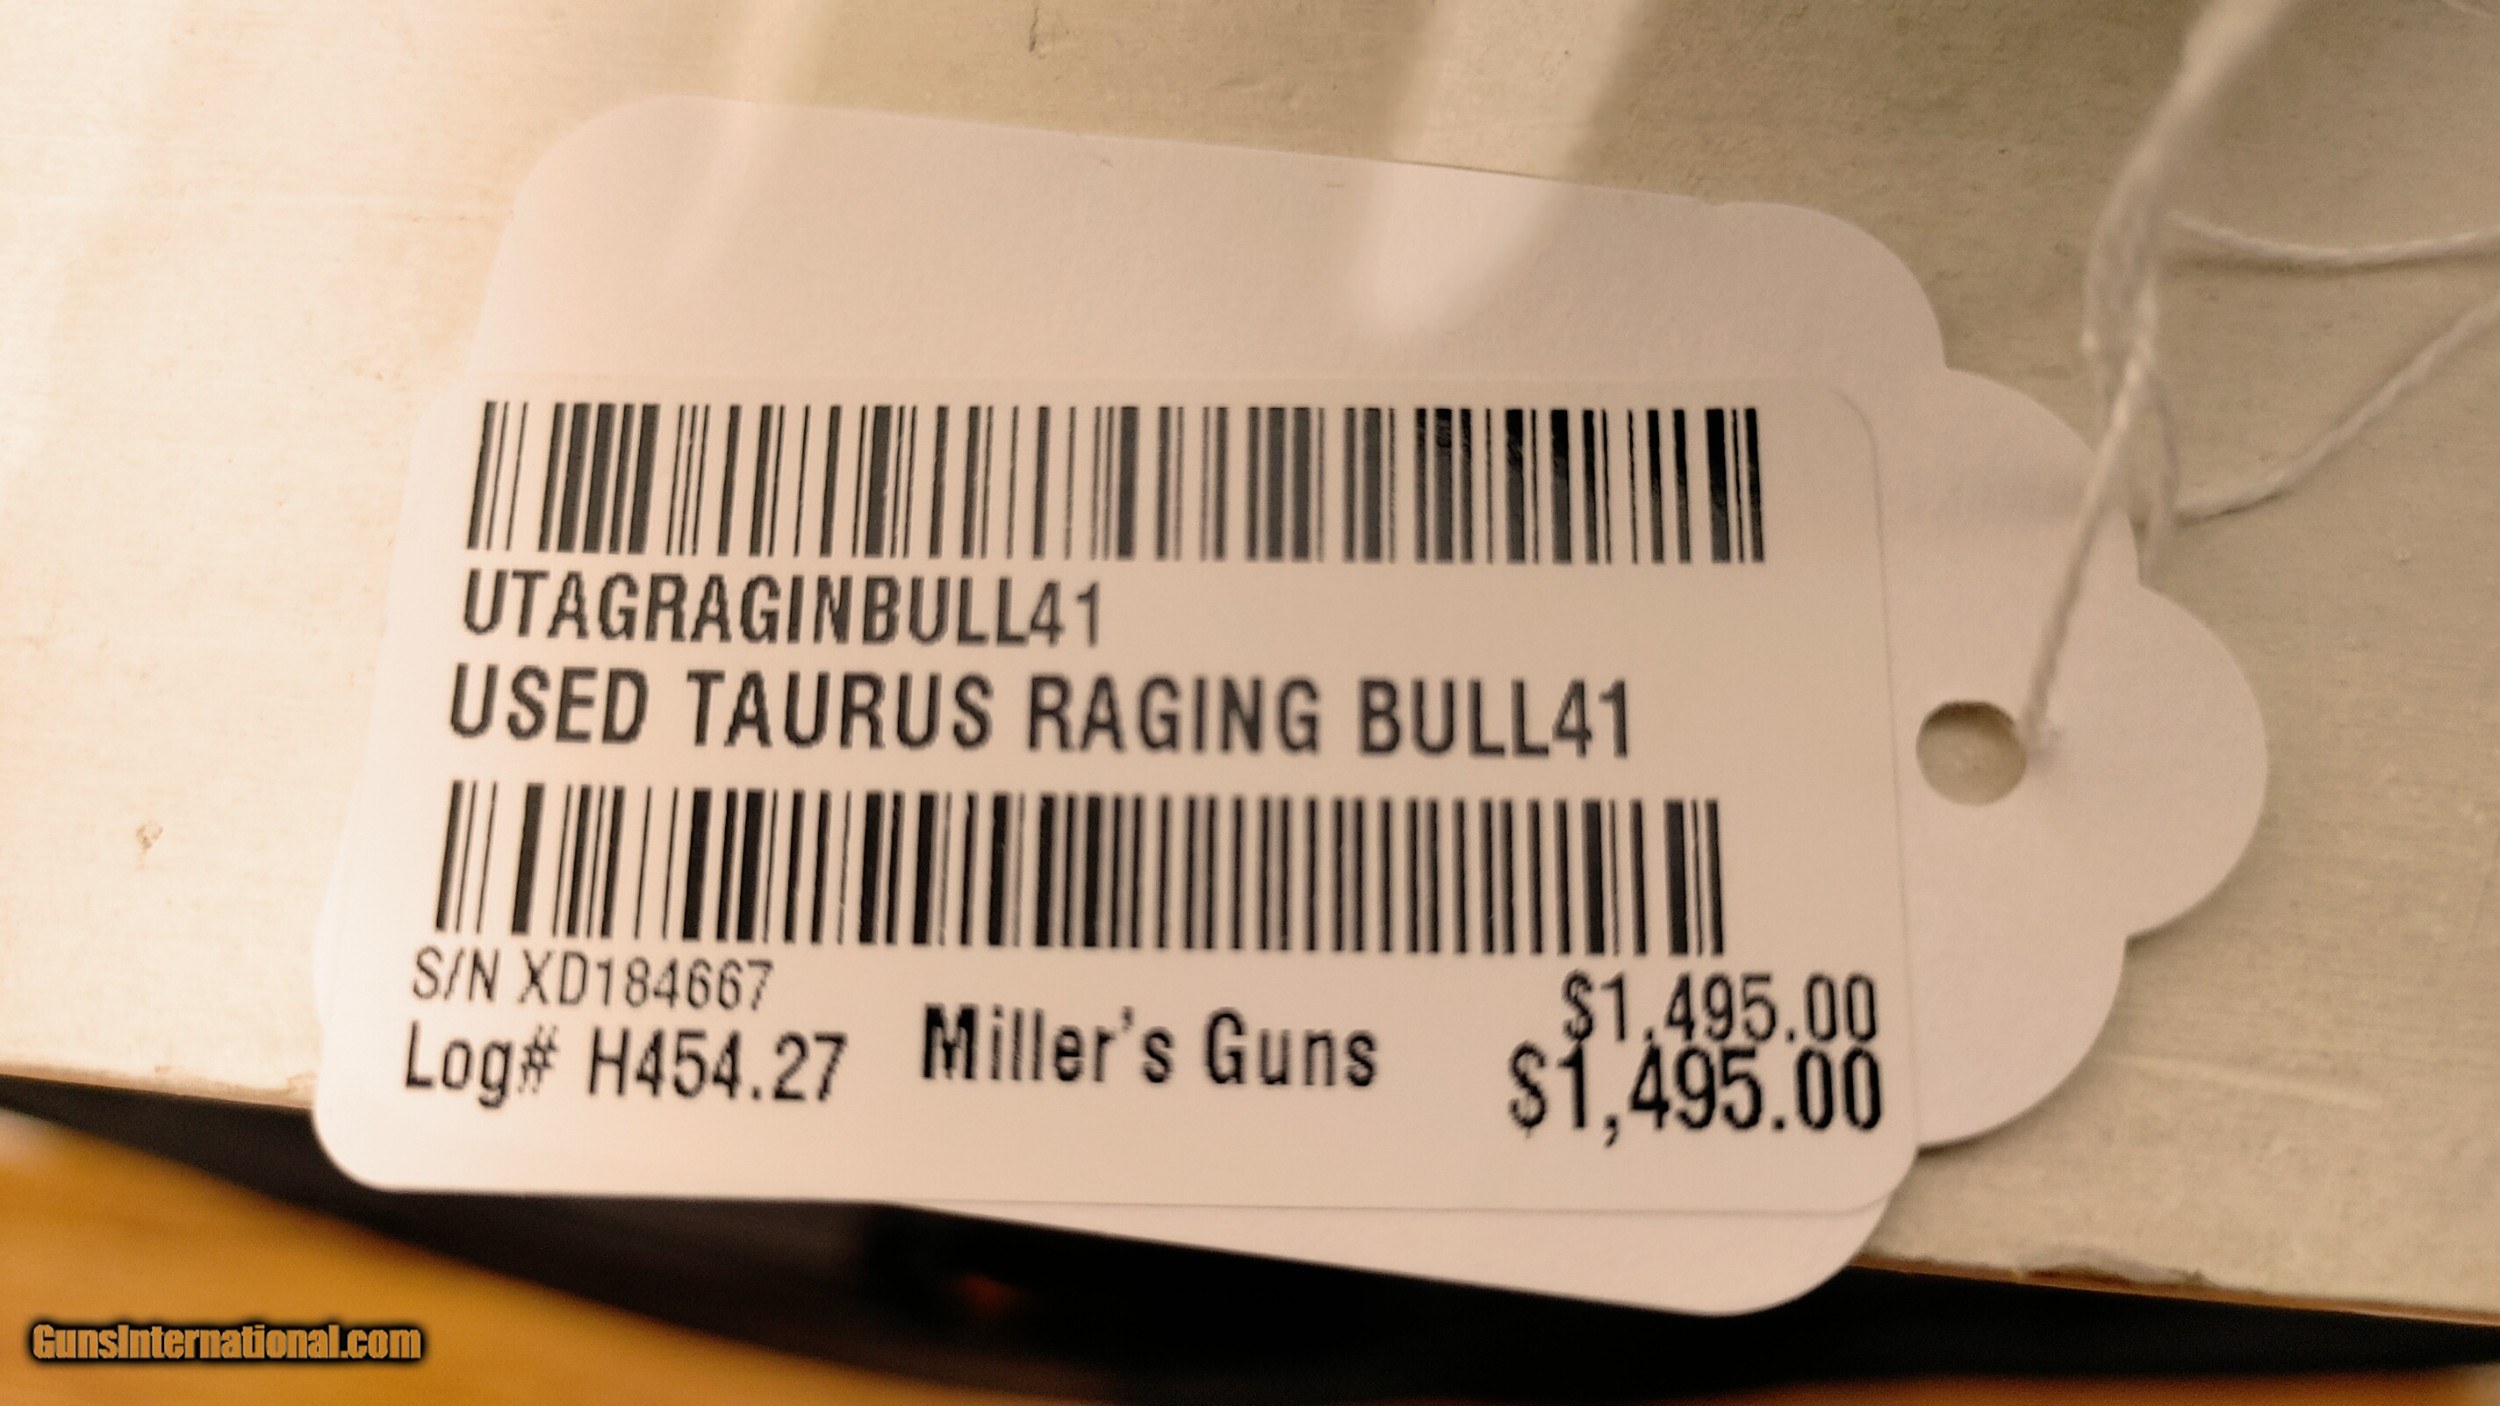 UTAGRAGINBULL41
USED TAURUS RAGING BULL41
S/N XD184667
$1,495.00
Log# H454.27
Miller's Guns
$1,495.00
GunsInternational.com